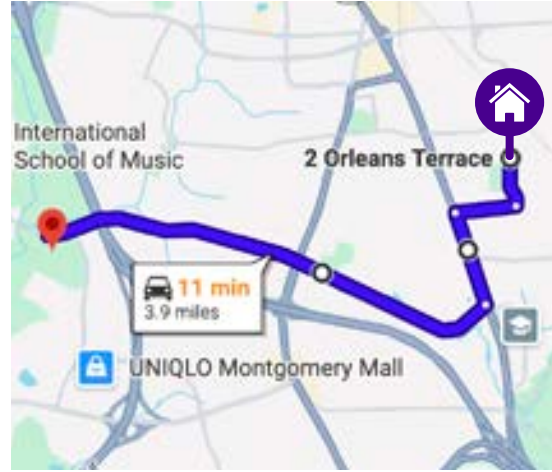 International
School of Music
2 Orleans Terrace
11 min
3.9 miles
UNIQLO Montgomery Mall